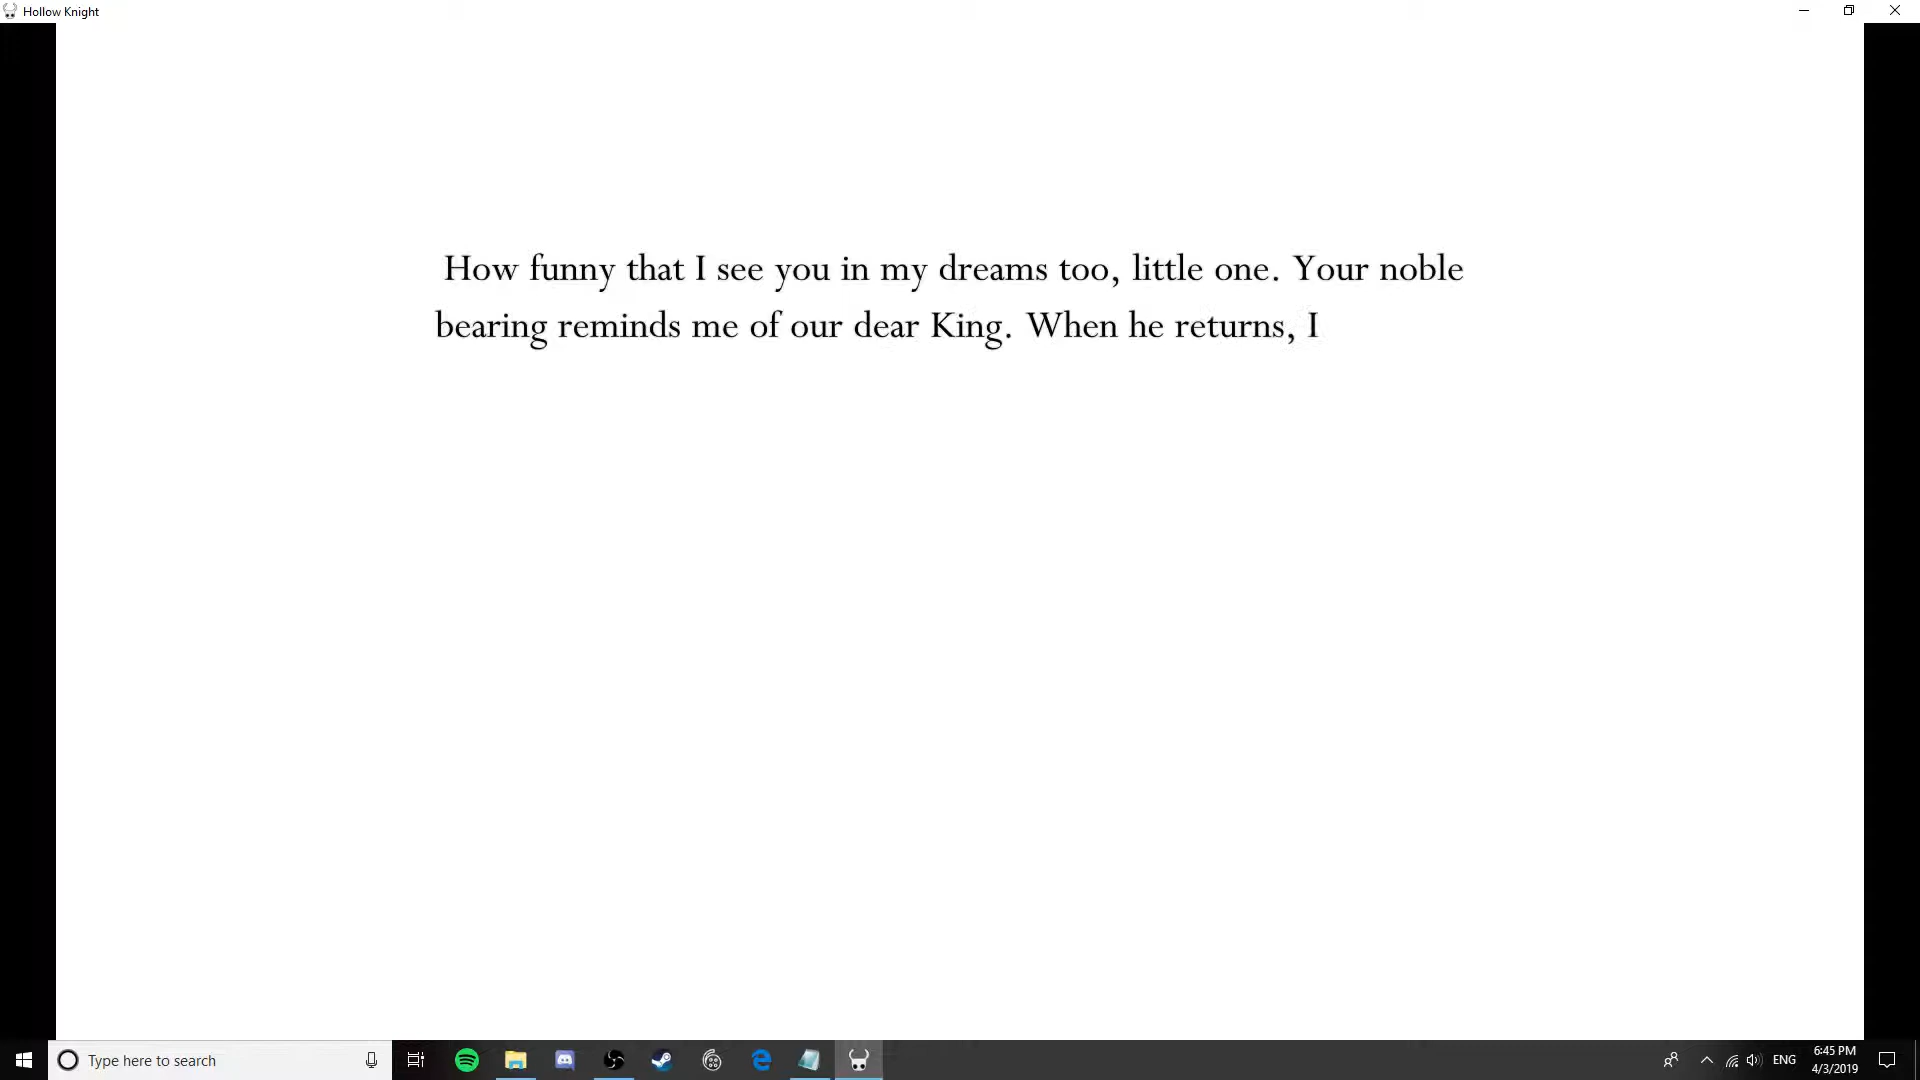 Hollow Knight
How funny that I see you in my dreams too, little one. Your noble
bearing reminds me of our dear King. When he returns, I
Type here to search
ENG
6:45 PM
4/3/2019